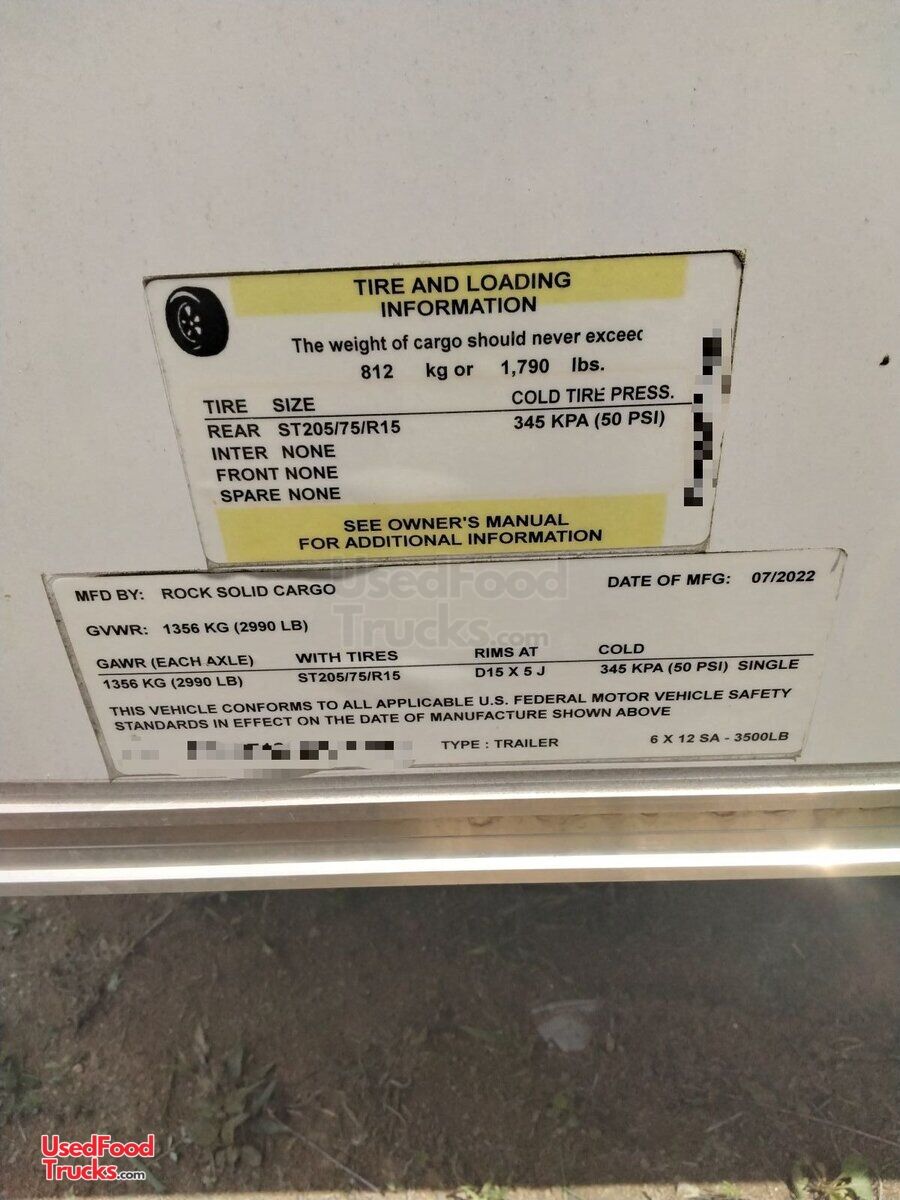 TIRE AND LOADING
INFORMATION
The weight of cargo should never exceed
812 kg or 1,790 lbs.
TIRE SIZE COLD TIRE PRESS.
REAR ST205/75/R15 345 KPA (50 PSI)
INTER NONE
FRONT NONE
SPARE NONE
SEE OWNER'S MANUAL
FOR ADDITIONAL INFORMATION
MFD BY: ROCK SOLID CARGO DATE OF MFG: 07/2022
GVWR: 1356 KG (2990 LB)
GAWR (EACH AXLE) WITH TIRES RIMS AT COLD
1356 KG (2990 LB) ST205/75/R15 D15 X 5 J 345 KPA (50 PSI) SINGLE
THIS VEHICLE CONFORMS TO ALL APPLICABLE U.S. FEDERAL MOTOR VEHICLE SAFETY
STANDARDS IN EFFECT ON THE DATE OF MANUFACTURE SHOWN ABOVE
TYPE : TRAILER 6 X 12 SA - 3500LB
UsedFood
Trucks.com
UsedFood
Trucks.com